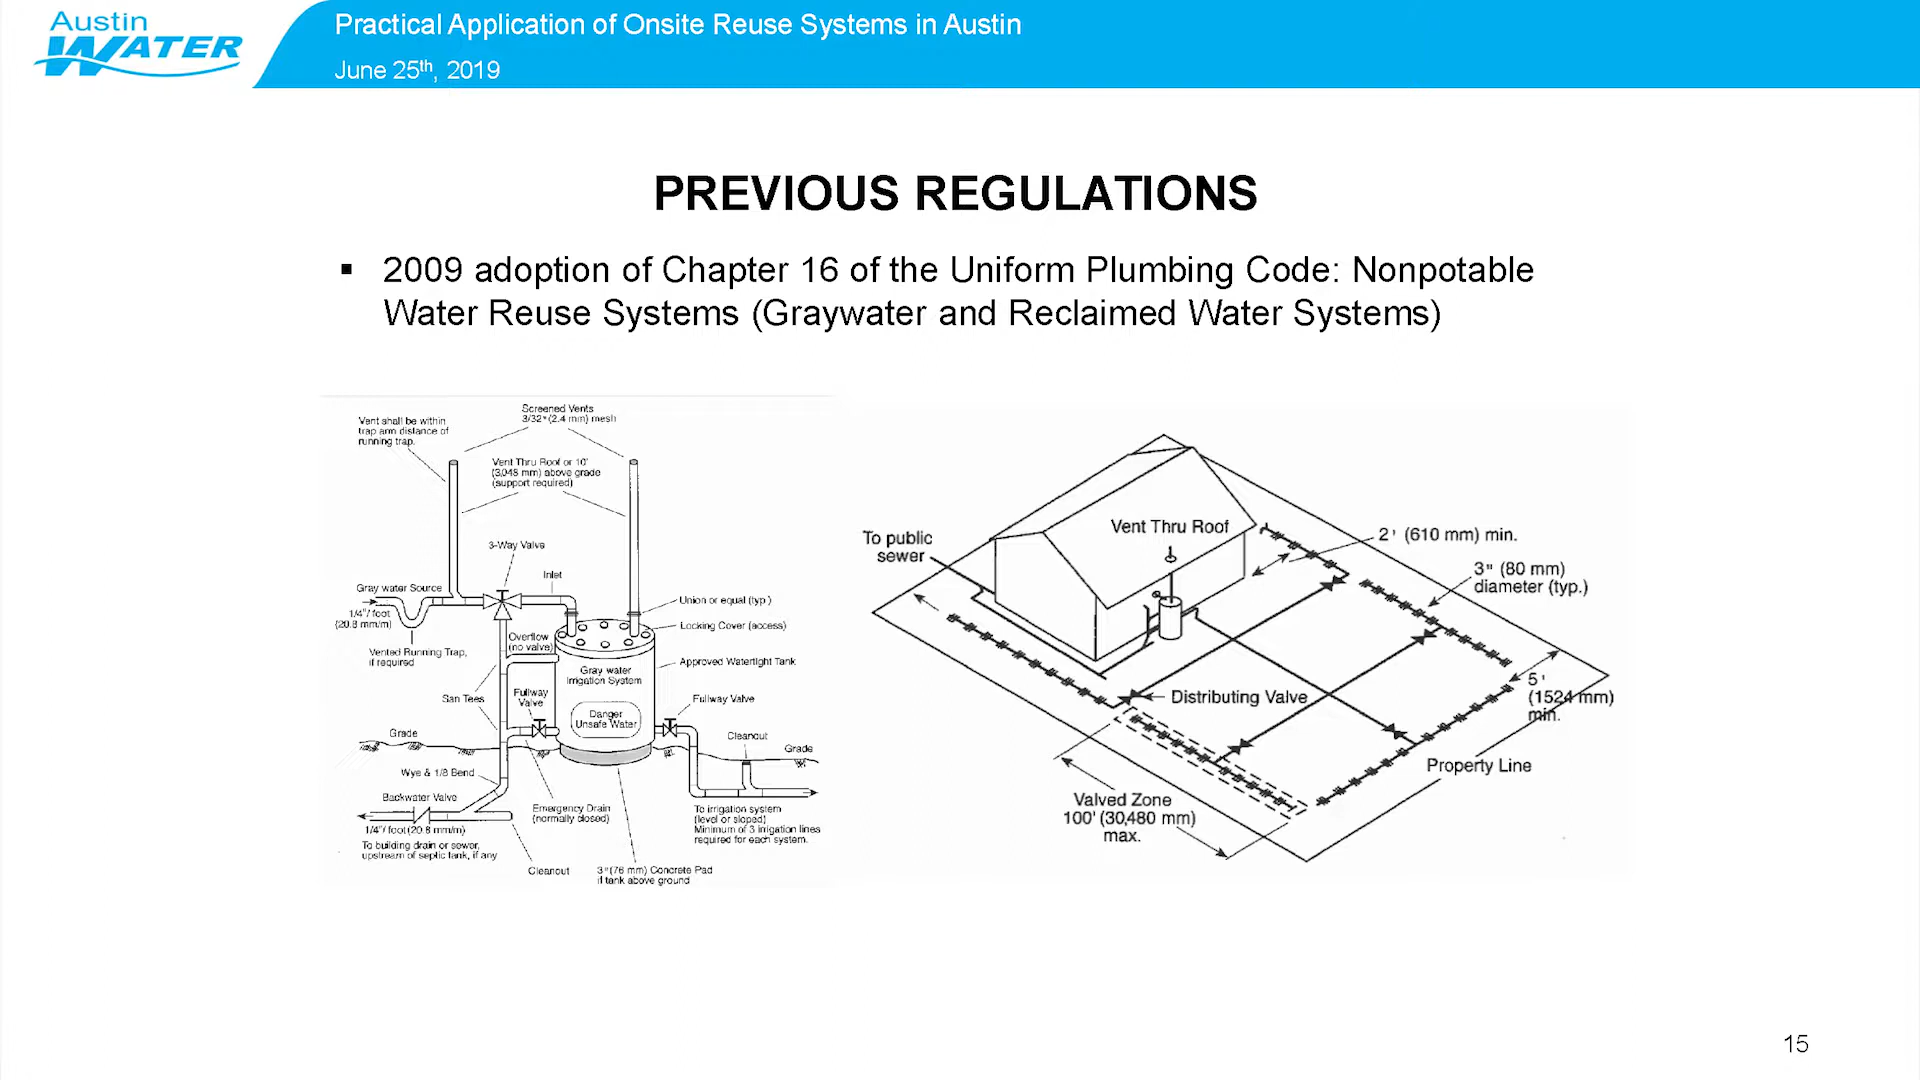 Austin
WATER
Practical Application of Onsite Reuse Systems in Austin
June 25th, 2019
PREVIOUS REGULATIONS
▪ 2009 adoption of Chapter 16 of the Uniform Plumbing Code: Nonpotable
Water Reuse Systems (Graywater and Reclaimed Water Systems)
Vent shall be within
trap arm distance of
running trap.
Screened Vents
3/32" (2.4 mm) mesh
Vent Thru Roof or 10'
(3,048 mm) above grade
(support required)
3-Way Valve
Inlet
Gray water Source
1/4"/ foot
(20.8 mm/m)
Vented Running Trap,
if required
Overflow
(no valve)
Union or equal (typ.)
Locking Cover (access)
Approved Watertight Tank
Gray water
Irrigation System
San Tees
Fullway
Valve
Danger
Unsafe Water
Fullway Valve
Grade
Cleanout
Grade
Wye & 1/8 Bend
Backwater Valve
1/4"/ foot (20.8 mm/m)
To building drain or sewer,
upstream of septic tank, if any
Emergency Drain
(normally closed)
To irrigation system
(level or sloped)
Minimum of 3 irrigation lines
required for each system.
Cleanout
3" (76 mm) Concrete Pad
if tank above ground
To public
sewer
Vent Thru Roof
2' (610 mm) min.
3" (80 mm)
diameter (typ.)
Distributing Valve
5'
(1524 mm)
min.
Property Line
Valved Zone
100' (30,480 mm)
max.
15